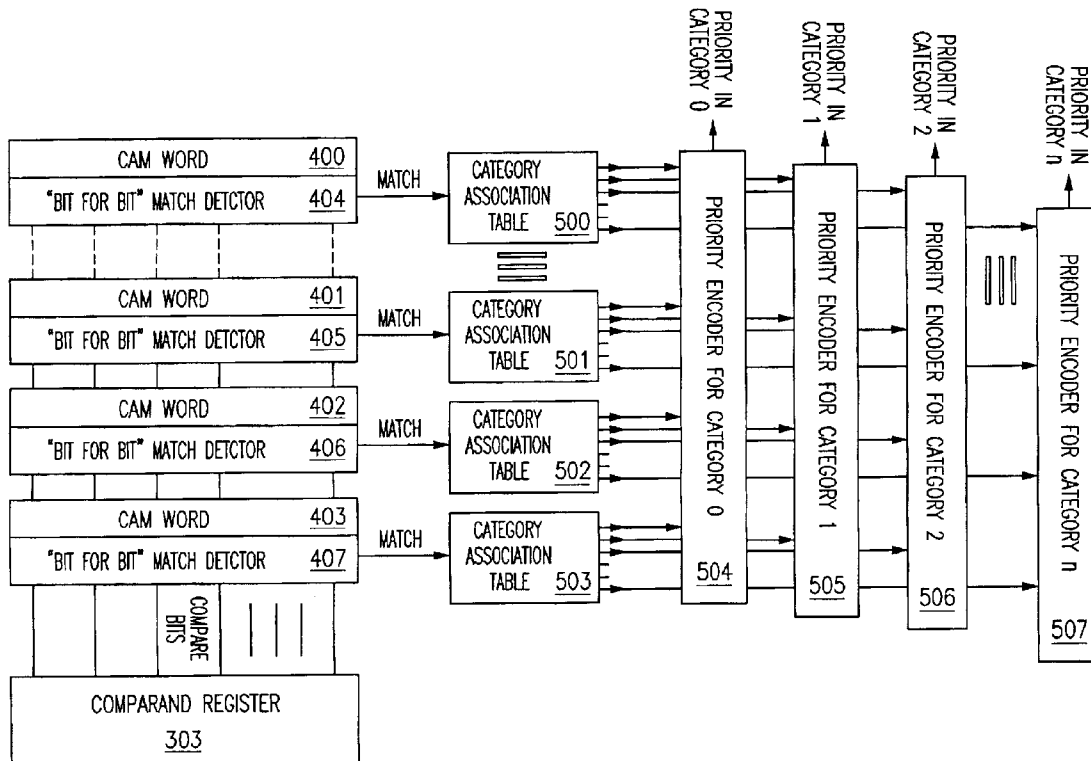 PRIORITY IN
CATEGORY 0
PRIORITY IN
CATEGORY 1
PRIORITY IN
CATEGORY 2
PRIORITY IN
CATEGORY n
CAM WORD 400
"BIT FOR BIT" MATCH DETCTOR 404
MATCH
CATEGORY
ASSOCIATION
TABLE 500
CAM WORD 401
"BIT FOR BIT" MATCH DETCTOR 405
MATCH
CATEGORY
ASSOCIATION
TABLE 501
CAM WORD 402
"BIT FOR BIT" MATCH DETCTOR 406
MATCH
CATEGORY
ASSOCIATION
TABLE 502
CAM WORD 403
"BIT FOR BIT" MATCH DETCTOR 407
MATCH
CATEGORY
ASSOCIATION
TABLE 503
PRIORITY ENCODER FOR CATEGORY 0 504
PRIORITY ENCODER FOR CATEGORY 1 505
PRIORITY ENCODER FOR CATEGORY 2 506
PRIORITY ENCODER FOR CATEGORY n 507
COMPARE
BITS
COMPARAND REGISTER
303